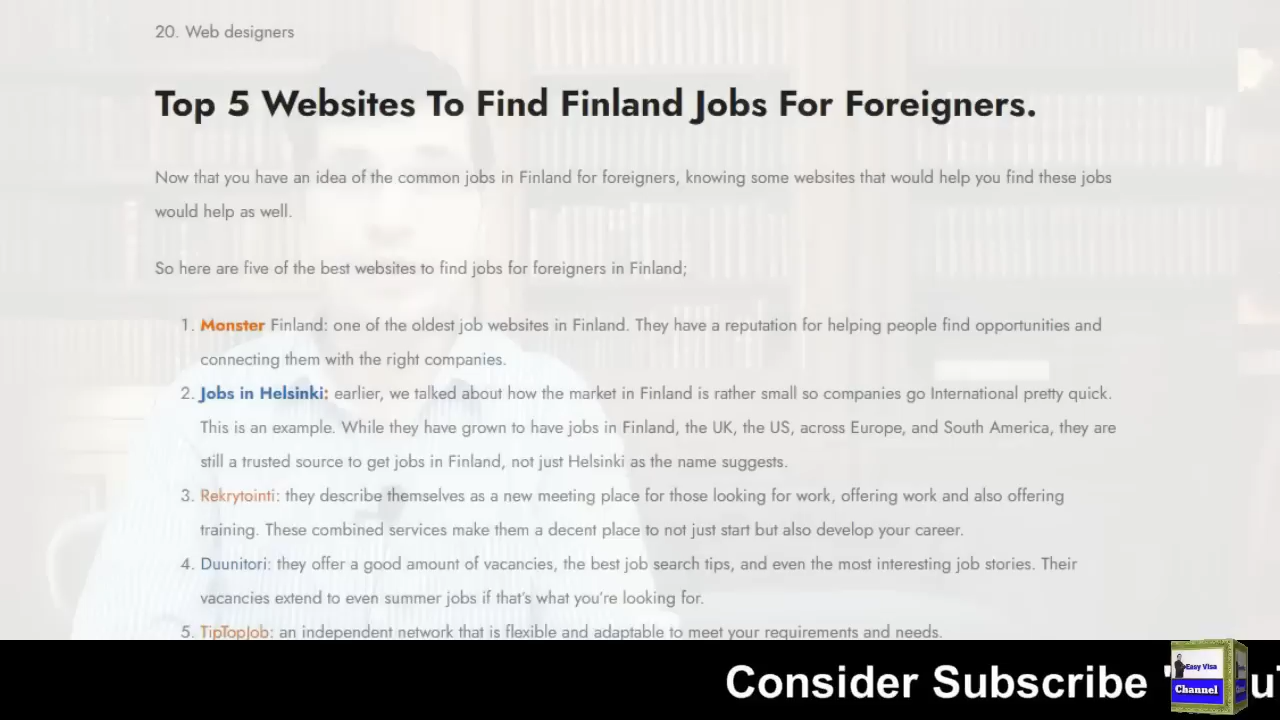 20. Web designers
Top 5 Websites To Find Finland Jobs For Foreigners.
Now that you have an idea of the common jobs in Finland for foreigners, knowing some websites that would help you find these jobs
would help as well.
So here are five of the best websites to find jobs for foreigners in Finland;
1. Monster Finland: one of the oldest job websites in Finland. They have a reputation for helping people find opportunities and
connecting them with the right companies.
2. Jobs in Helsinki: earlier, we talked about how the market in Finland is rather small so companies go International pretty quick.
This is an example. While they have grown to have jobs in Finland, the UK, the US, across Europe, and South America, they are
still a trusted source to get jobs in Finland, not just Helsinki as the name suggests.
3. Rekrytointi: they describe themselves as a new meeting place for those looking for work, offering work and also offering
training. These combined services make them a decent place to not just start but also develop your career.
4. Duunitori: they offer a good amount of vacancies, the best job search tips, and even the most interesting job stories. Their
vacancies extend to even summer jobs if that's what you're looking for.
5. TipTopJob: an independent network that is flexible and adaptable to meet your requirements and needs.
Consider Subscribe
Easy Visa
Channel